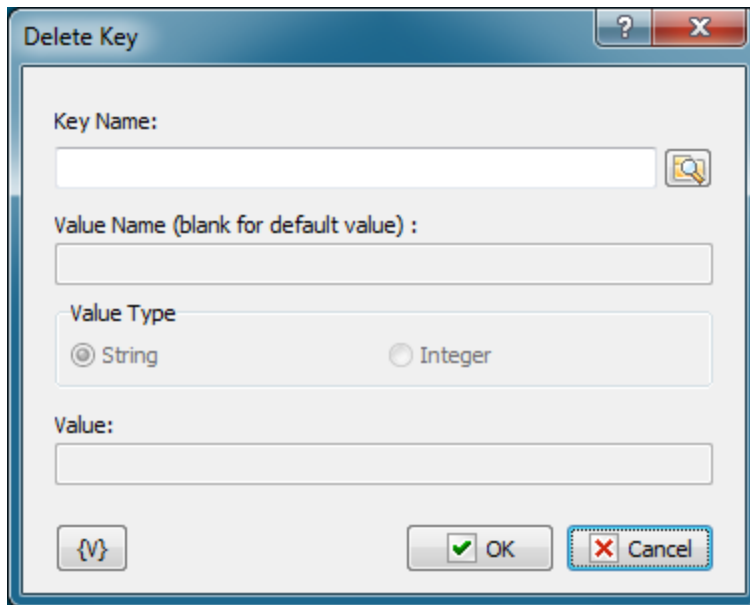 Delete Key
?
X
Key Name:
Value Name (blank for default value) :
Value Type
String
Integer
Value:
{V}
OK
Cancel